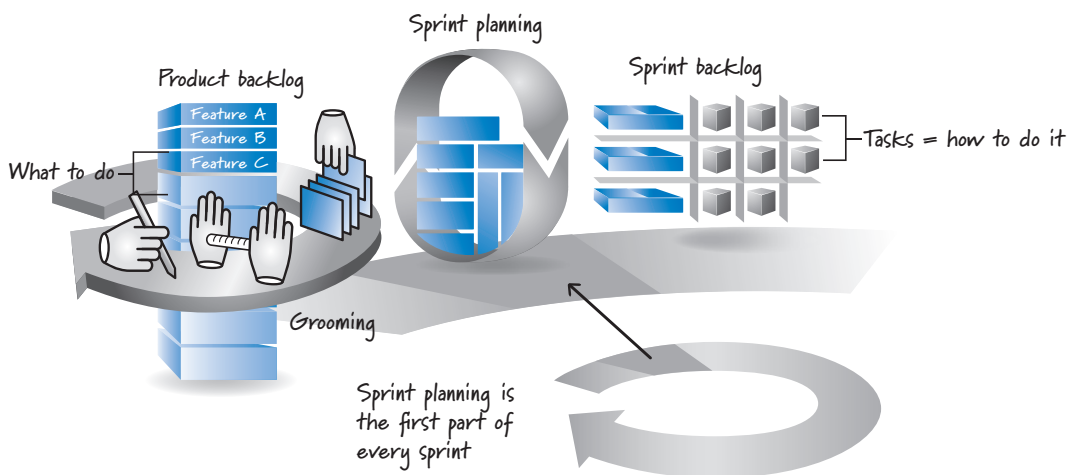 Sprint planning
Product backlog
Sprint backlog
Feature A
Feature B
Feature C
What to do
Tasks = how to do it
Grooming
Sprint planning is
the first part of
every sprint